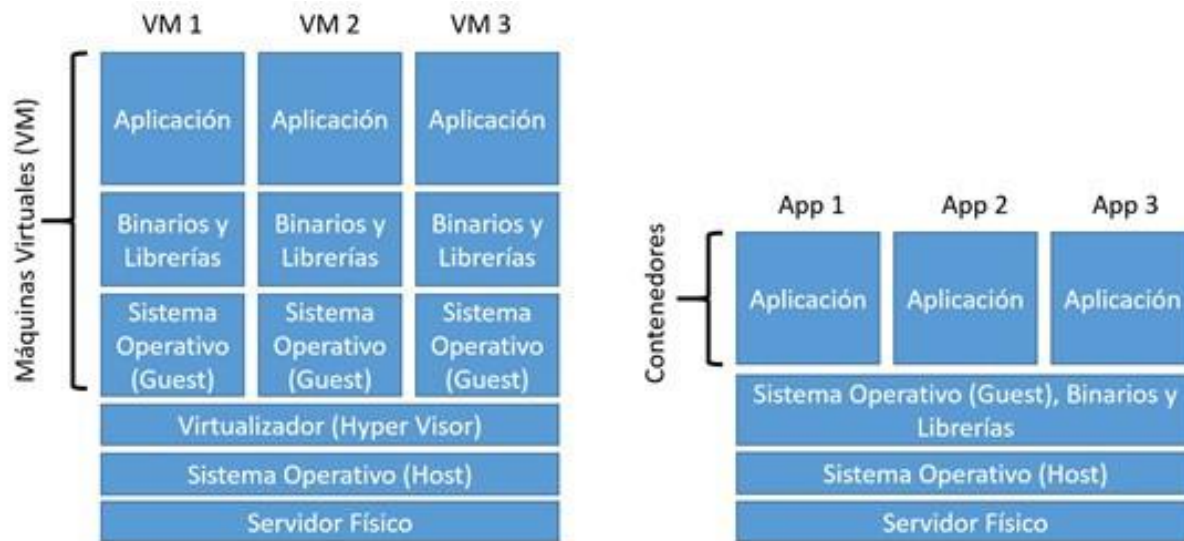 VM 1
VM 2
VM 3
Máquinas Virtuales (VM)
Aplicación
Aplicación
Aplicación
Binarios y
Librerías
Binarios y
Librerías
Binarios y
Librerías
Sistema
Operativo
(Guest)
Sistema
Operativo
(Guest)
Sistema
Operativo
(Guest)
Virtualizador (Hyper Visor)
Sistema Operativo (Host)
Servidor Físico
App 1
App 2
App 3
Contenedores
Aplicación
Aplicación
Aplicación
Sistema Operativo (Guest), Binarios y
Librerías
Sistema Operativo (Host)
Servidor Físico